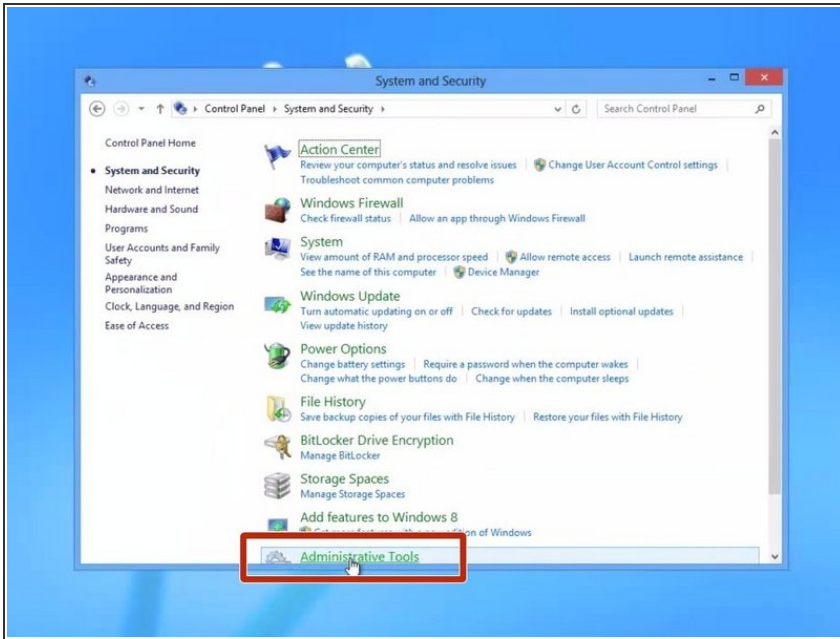 System and Security
Control Panel System and Security Search Control Panel
Control Panel Home
System and Security
Network and Internet
Hardware and Sound
Programs
User Accounts and Family
Safety
Appearance and
Personalization
Clock, Language, and Region
Ease of Access
Action Center
Review your computer's status and resolve issues Change User Account Control settings
Troubleshoot common computer problems
Windows Firewall
Check firewall status Allow an app through Windows Firewall
System
View amount of RAM and processor speed Allow remote access Launch remote assistance
See the name of this computer Device Manager
Windows Update
Turn automatic updating on or off Check for updates Install optional updates
View update history
Power Options
Change battery settings Require a password when the computer wakes
Change what the power buttons do Change when the computer sleeps
File History
Save backup copies of your files with File History Restore your files with File History
BitLocker Drive Encryption
Manage BitLocker
Storage Spaces
Manage Storage Spaces
Add features to Windows 8
Get more features with a new edition of Windows
Administrative Tools